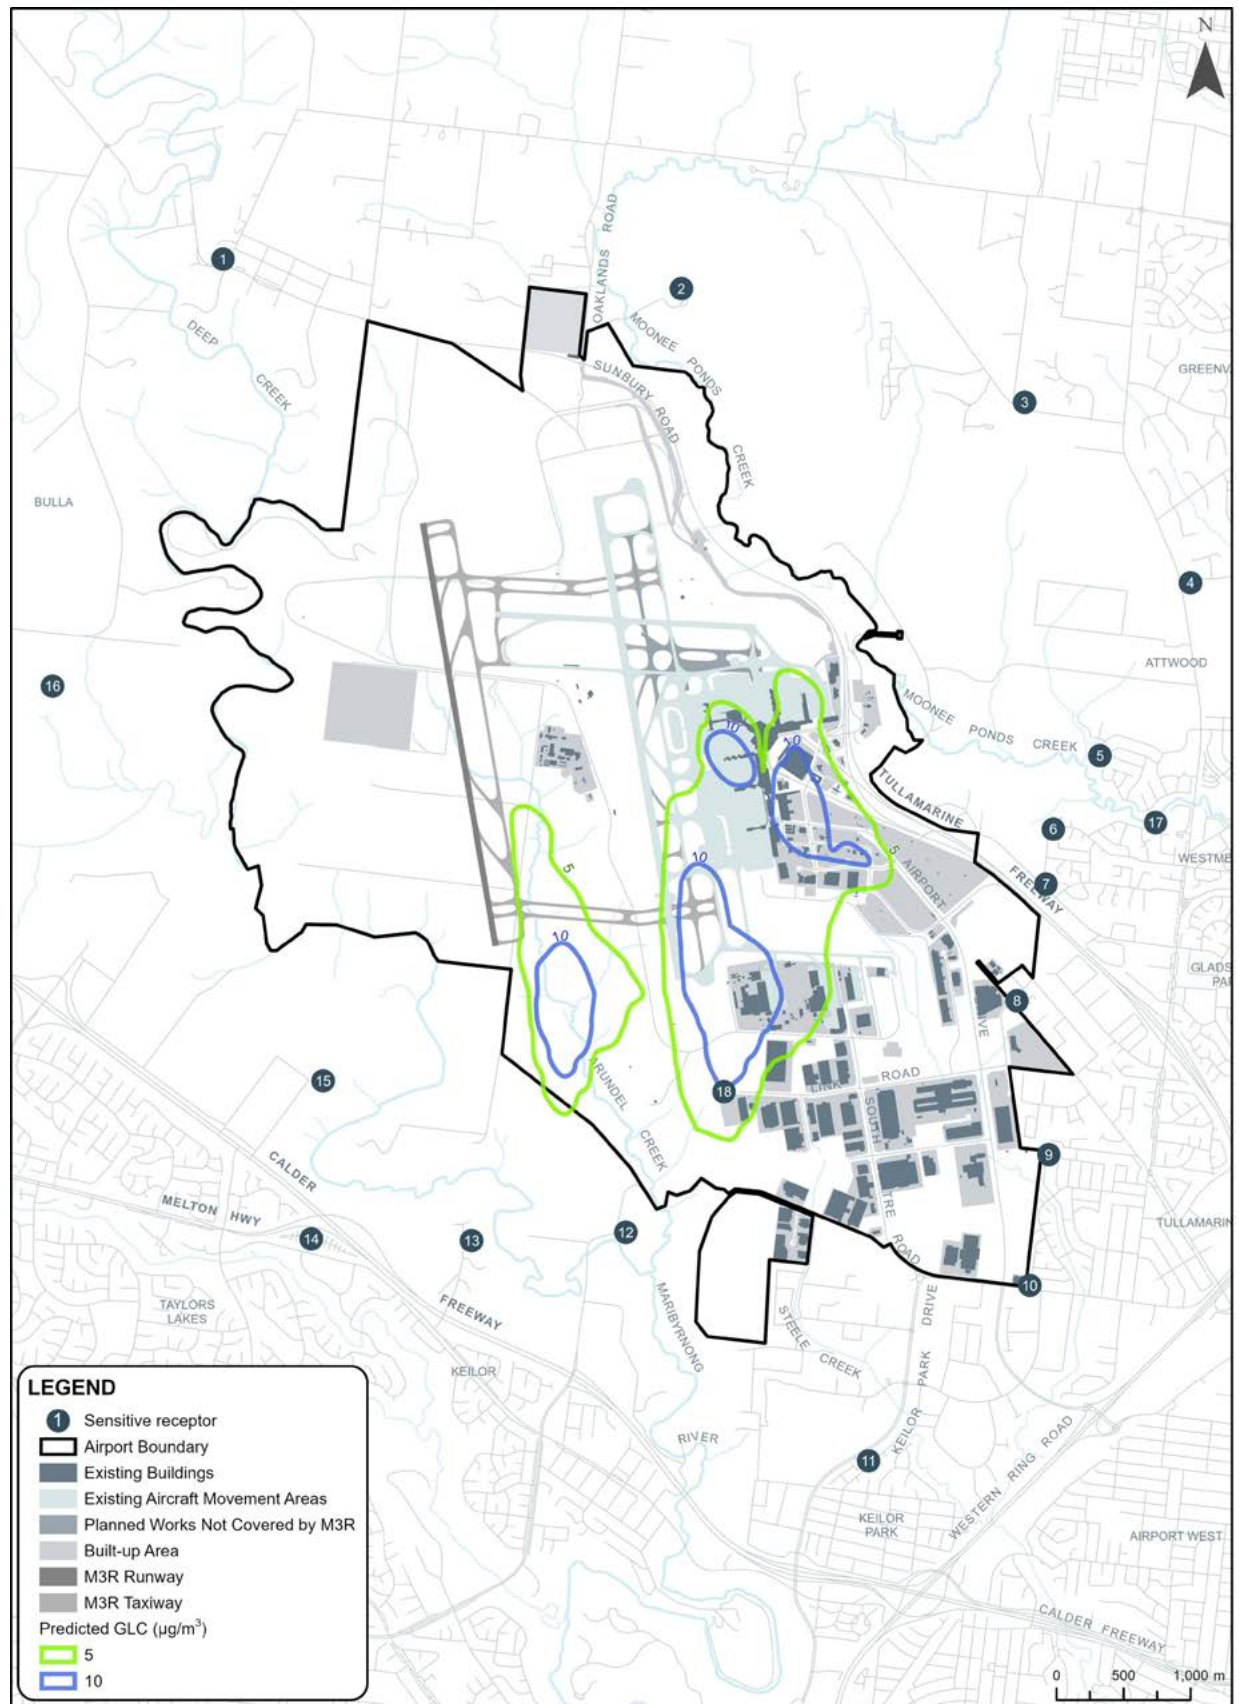 N
1
2
OAKLANDS ROAD
MOONEE PONDS
CREEK
DEEP
CREEK
SUNBURY ROAD
GREENV
3
BULLA
4
ATTWOOD
16
MOONEE
PONDS CREEK
5
10
10
TULLAMARINE
FREEWAY
6
17
WESTME
7
5
5
AIRPORT
DRIVE
10
10
GLADS
PAR
8
15
ARUNDEL
CREEK
18
LINK ROAD
SOUTH
CENTRE
ROAD
9
CALDER
FREEWAY
MELTON HWY
14
13
12
TULLAMARIN
10
TAYLORS
LAKES
MARIBYRNONG
RIVER
STEELE
CREEK
KEILOR PARK DRIVE
KEILOR
11
WESTERN RING ROAD
KEILOR
PARK
AIRPORT WEST
CALDER FREEWAY
LEGEND
1 Sensitive receptor
Airport Boundary
Existing Buildings
Existing Aircraft Movement Areas
Planned Works Not Covered by M3R
Built-up Area
M3R Runway
M3R Taxiway
Predicted GLC (µg/m³)
5
10
0 500 1,000 m